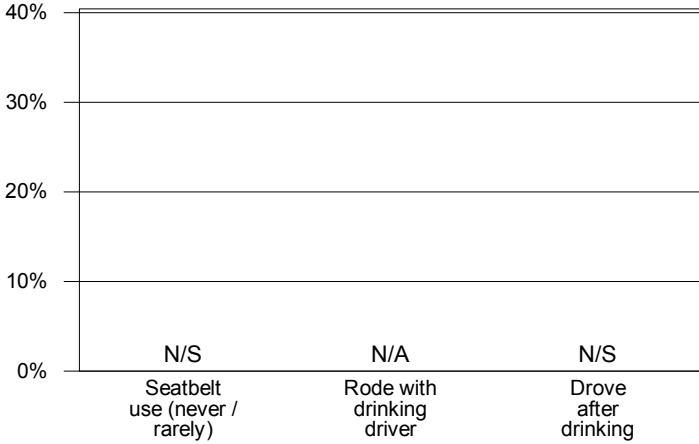 40%
30%
20%
10%
0%
N/S N/A N/S
Seatbelt
use (never /
rarely)
Rode with
drinking
driver
Drove
after
drinking